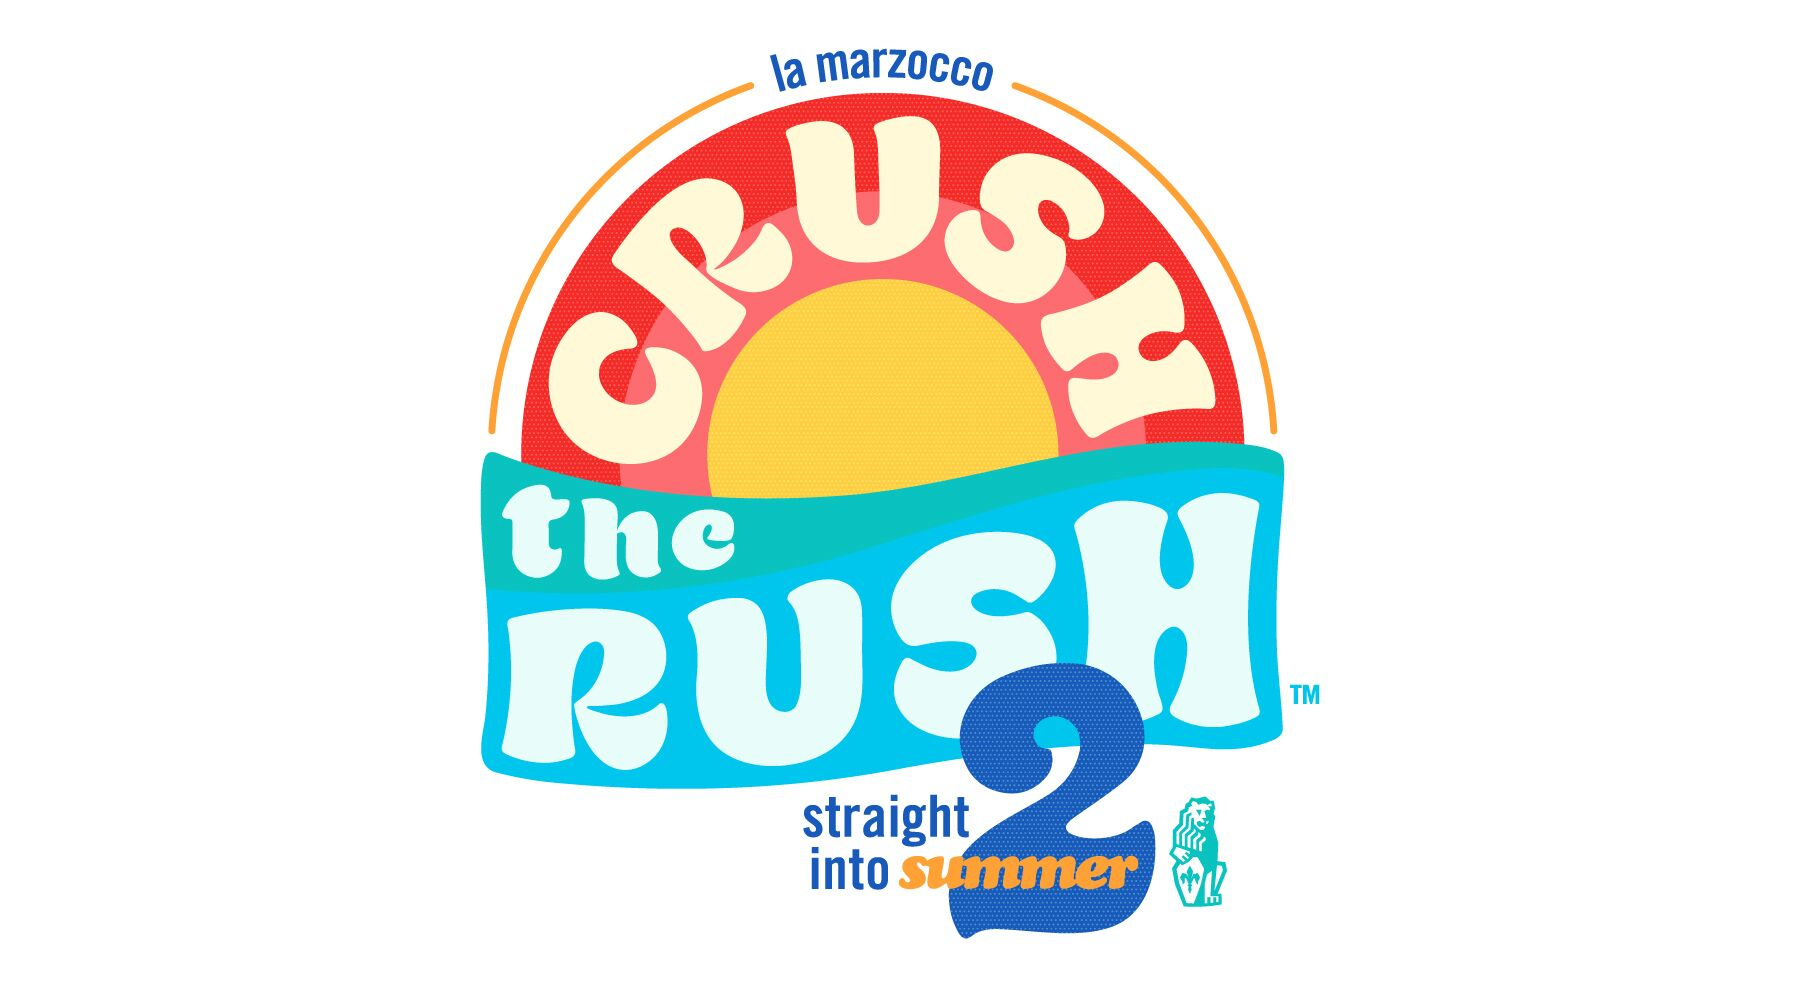 la marzocco
CRUSH
the
RUSH
2
TM
straight
into summer